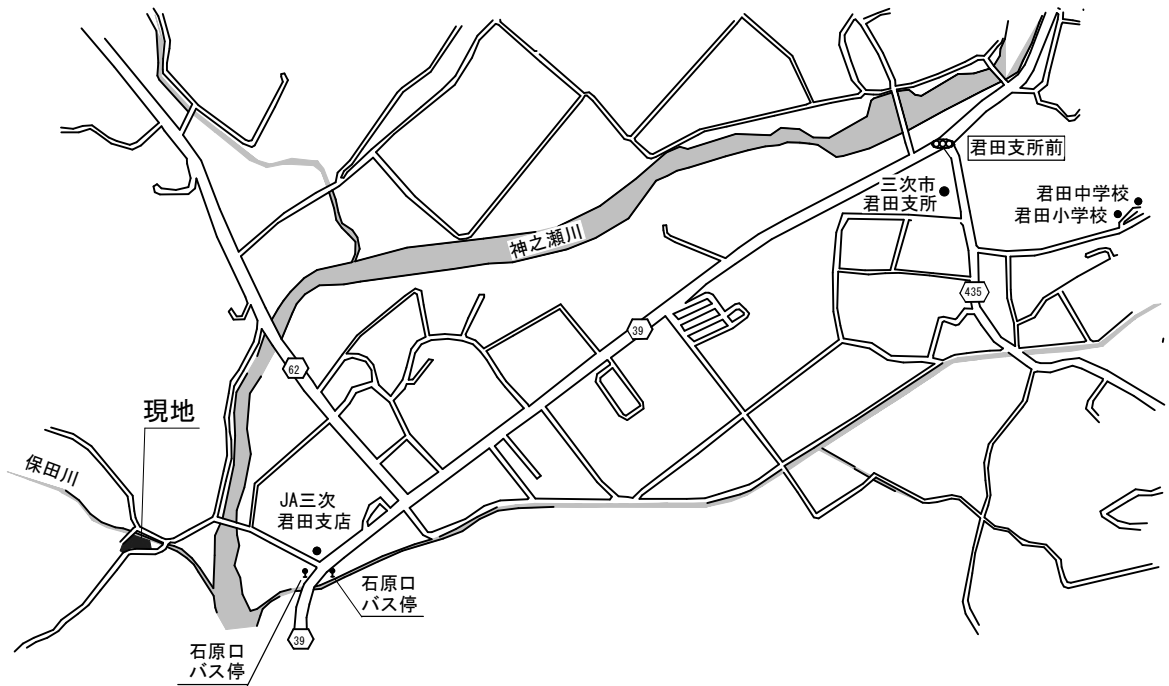 君田支所前
三次市
君田支所
君田中学校
君田小学校
神之瀬川
435
39
62
現地
保田川
JA三次
君田支店
石原口
バス停
39
石原口
バス停